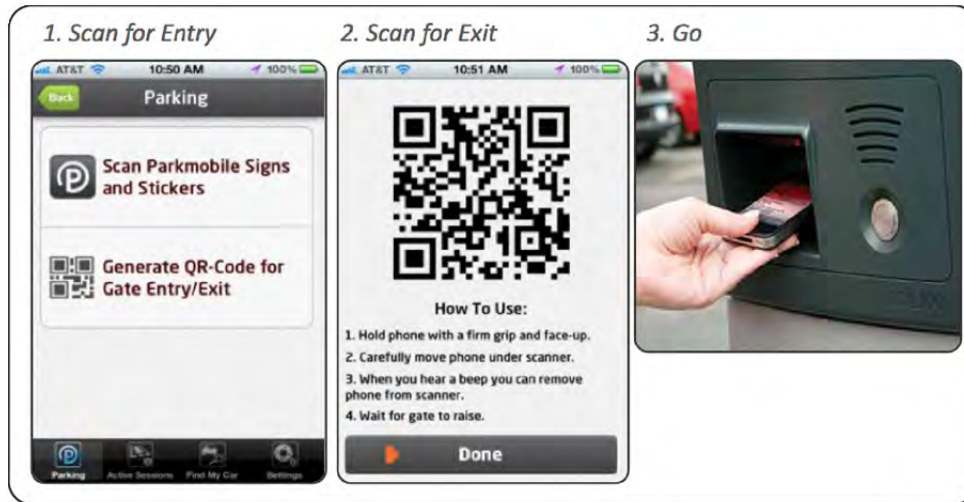 1. Scan for Entry
2. Scan for Exit
3. Go
AT&T 10:50 AM 100%
Back Parking
Scan Parkmobile Signs
and Stickers
Generate QR-Code for
Gate Entry/Exit
Parking Active Sessions Find My Car Settings
AT&T 10:51 AM 100%
How To Use:
1. Hold phone with a firm grip and face-up.
2. Carefully move phone under scanner.
3. When you hear a beep you can remove
phone from scanner.
4. Wait for gate to raise.
Done